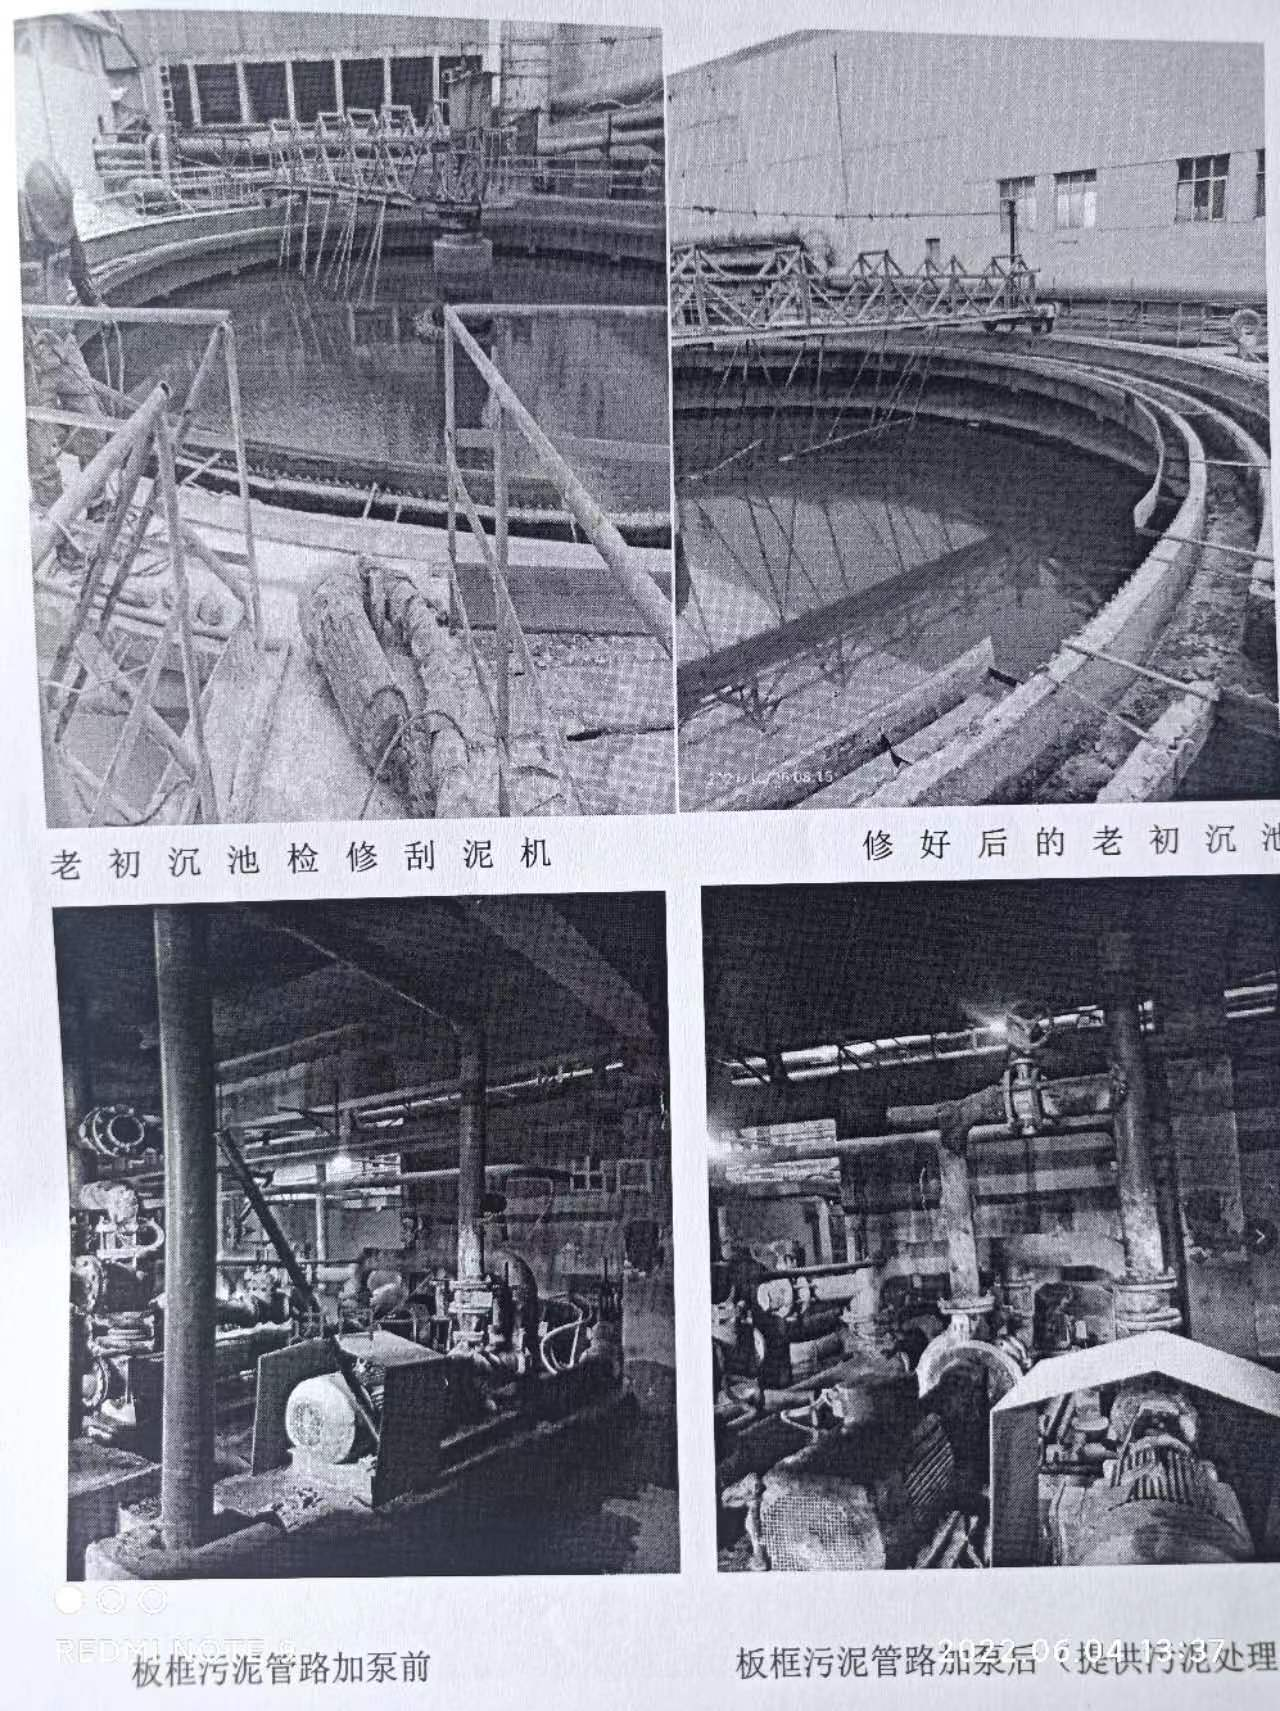 老初沉池检修刮泥机
修好后的老初沉池
板框污泥管路加泵前
板框污泥管路加泵后（提供污泥处理
REDMI NOTE
2022.06.04 13:37